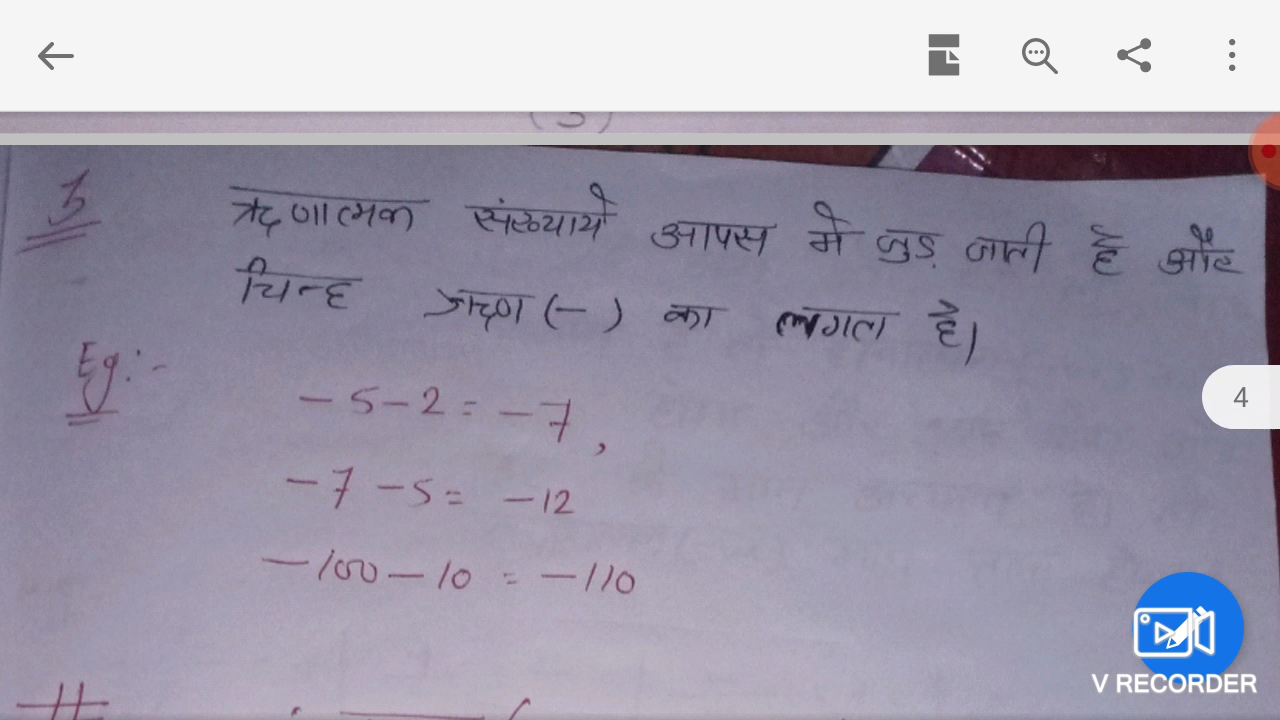 (3)
3 ऋणात्मक संख्याये आपस मे जुड़ जाती है और
चिन्ह ऋण (-) का लगता है।
Eg:-
- 5 - 2 = - 7 ,
- 7 - 5 = - 12
- 100 - 10 = - 110
4
#
V RECORDER